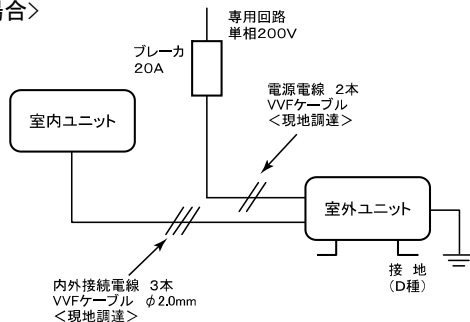 場合>
専用回路
単相200V
ブレーカ
20A
電源電線 2本
VVFケーブル
<現地調達>
室内ユニット
室外ユニット
接 地
(D種)
内外接続電線 3本
VVFケーブル φ2.0mm
<現地調達>